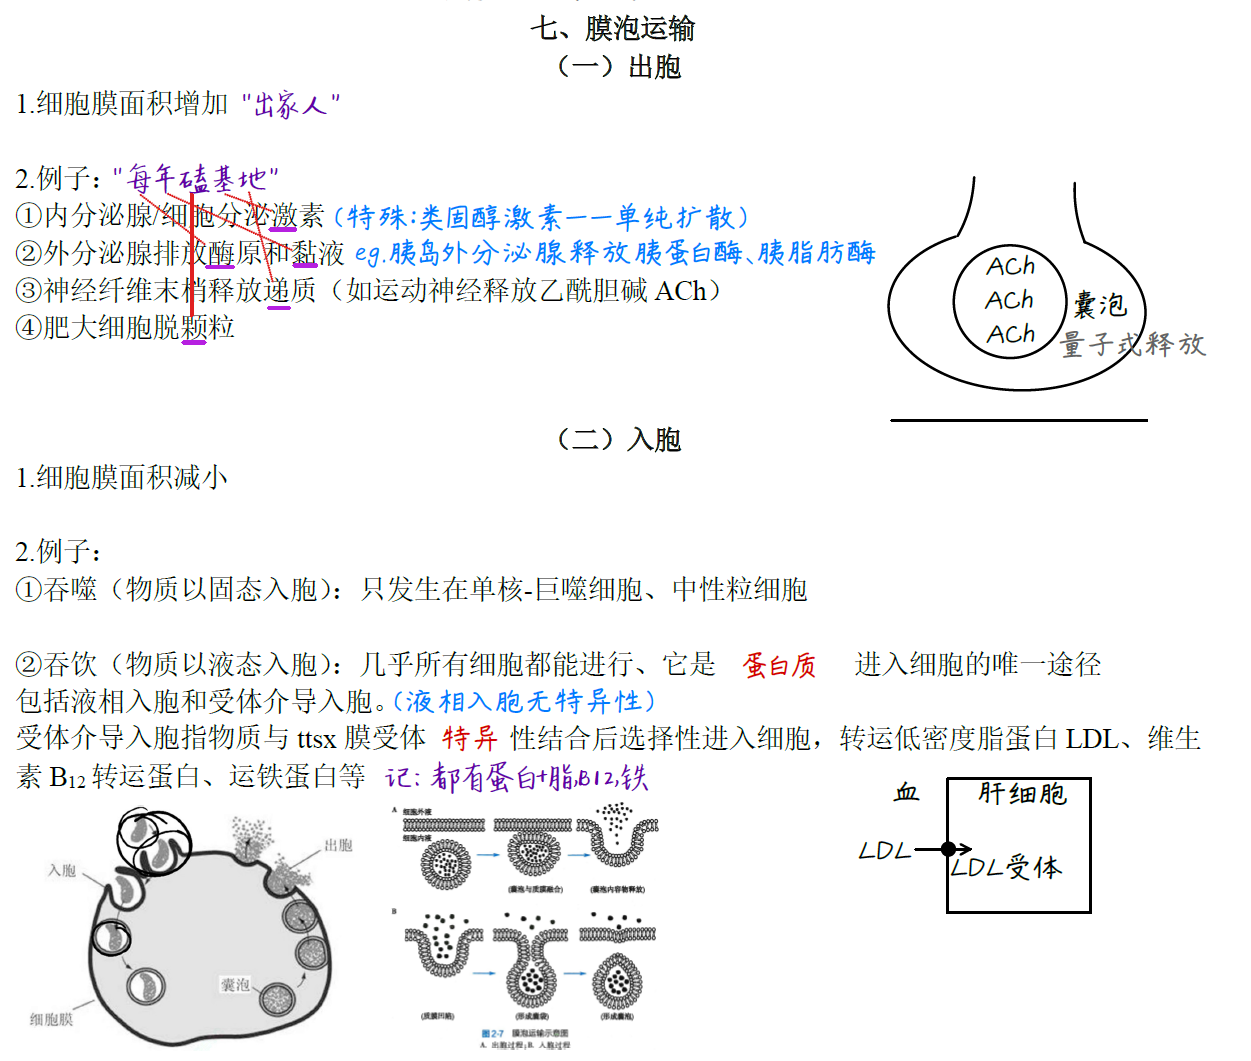 七、膜泡运输
（一）出胞
1.细胞膜面积增加 "出家人"
2.例子："每年磕基地"
①内分泌腺/细胞分泌激素（特殊：类固醇激素——单纯扩散）
②外分泌腺排放酶原和黏液 eg.胰岛外分泌腺释放胰蛋白酶、胰脂肪酶
③神经纤维末梢释放递质（如运动神经释放乙酰胆碱 ACh）
④肥大细胞脱颗粒
ACh
ACh
ACh
囊泡
量子式释放
（二）入胞
1.细胞膜面积减小
2.例子：
①吞噬（物质以固态入胞）：只发生在单核-巨噬细胞、中性粒细胞
②吞饮（物质以液态入胞）：几乎所有细胞都能进行、它是 蛋白质 进入细胞的唯一途径
包括液相入胞和受体介导入胞。（液相入胞无特异性）
受体介导入胞指物质与 ttsx 膜受体 特异 性结合后选择性进入细胞，转运低密度脂蛋白 LDL、维生
素 B12 转运蛋白、运铁蛋白等 记：都有蛋白+脂,B12,铁
入胞
出胞
囊泡
细胞膜
A 细胞外液
细胞内液
(囊泡与质膜融合)
(囊泡内容物释放)
B
(质膜凹陷)
(形成囊袋)
(形成囊泡)
图 2-7 膜泡运输示意图
A. 出胞过程；B. 入胞过程
血
肝细胞
LDL
LDL受体